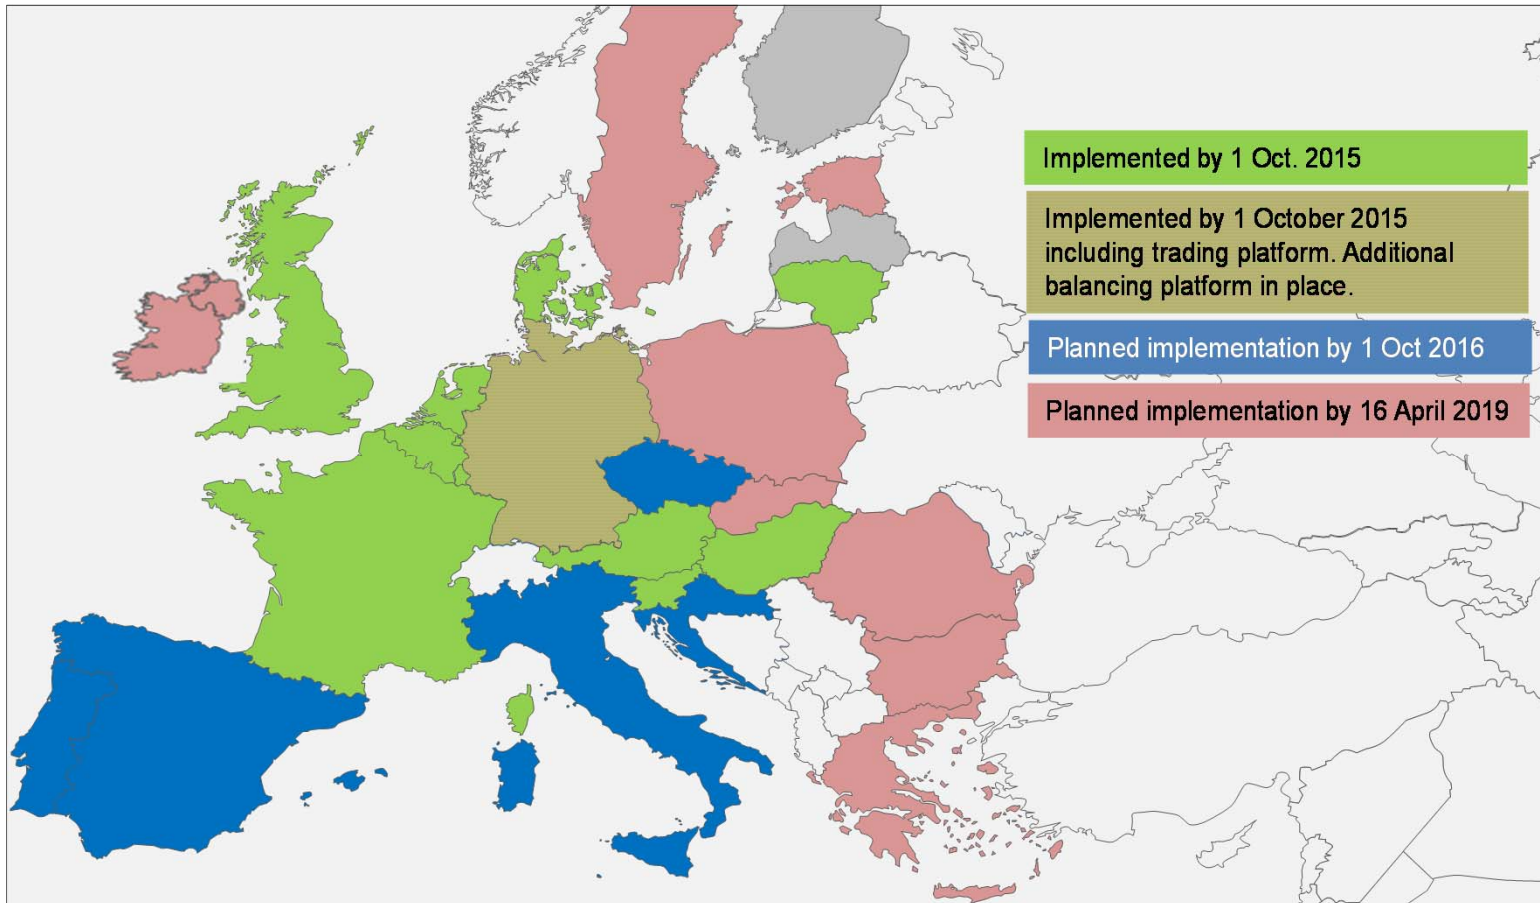 Implemented by 1 Oct. 2015
Implemented by 1 October 2015
including trading platform. Additional
balancing platform in place.
Planned implementation by 1 Oct 2016
Planned implementation by 16 April 2019